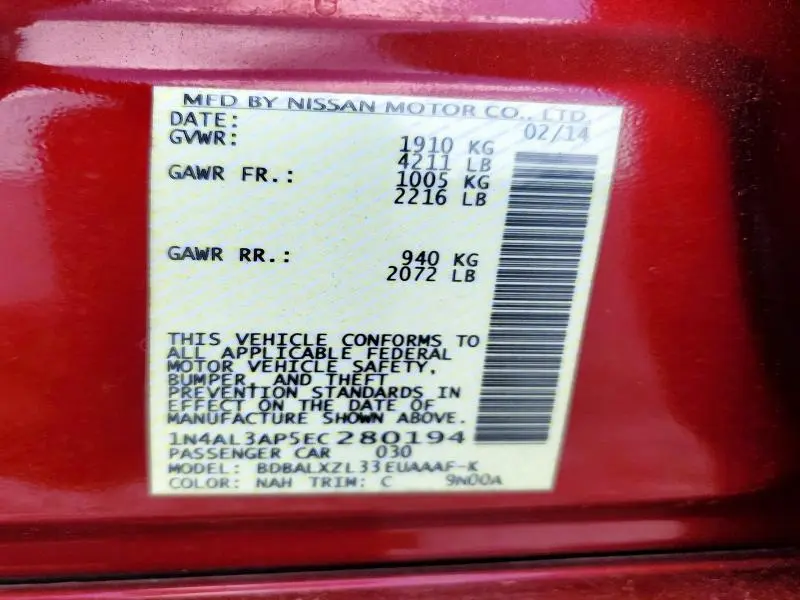 MFD BY NISSAN MOTOR CO., LTD.
DATE: 02/14
GVWR: 1910 KG
4211 LB
GAWR FR.: 1005 KG
2216 LB
GAWR RR.: 940 KG
2072 LB
THIS VEHICLE CONFORMS TO
ALL APPLICABLE FEDERAL
MOTOR VEHICLE SAFETY,
BUMPER, AND THEFT
PREVENTION STANDARDS IN
EFFECT ON THE DATE OF
MANUFACTURE SHOWN ABOVE.
1N4AL3AP5EC280194
PASSENGER CAR 030
MODEL: BDBALXZL33EUAAAF-K
COLOR: NAH TRIM: C 9N00A